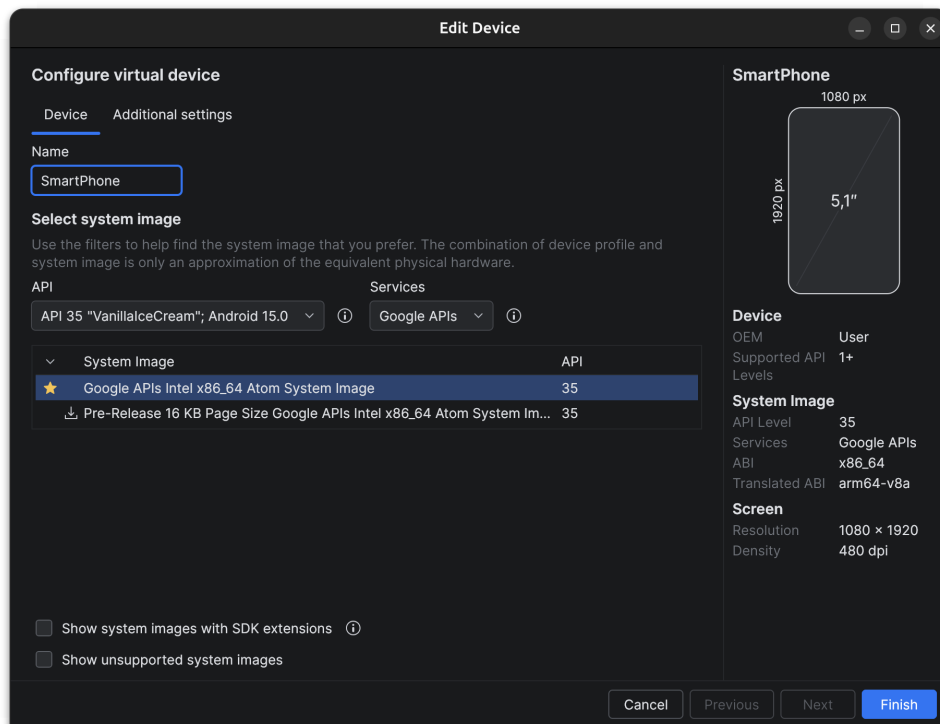 Edit Device
Configure virtual device
Device
Additional settings
Name
SmartPhone
Select system image
Use the filters to help find the system image that you prefer. The combination of device profile and
system image is only an approximation of the equivalent physical hardware.
API
Services
API 35 "VanillaIceCream"; Android 15.0
Google APIs
System Image
API
Google APIs Intel x86_64 Atom System Image
35
Pre-Release 16 KB Page Size Google APIs Intel x86_64 Atom System Im...
35
Show system images with SDK extensions
Show unsupported system images
SmartPhone
1080 px
1920 px
5,1″
Device
OEM
User
Supported API Levels
1+
System Image
API Level
35
Services
Google APIs
ABI
x86_64
Translated ABI
arm64-v8a
Screen
Resolution
1080 × 1920
Density
480 dpi
Cancel
Previous
Next
Finish